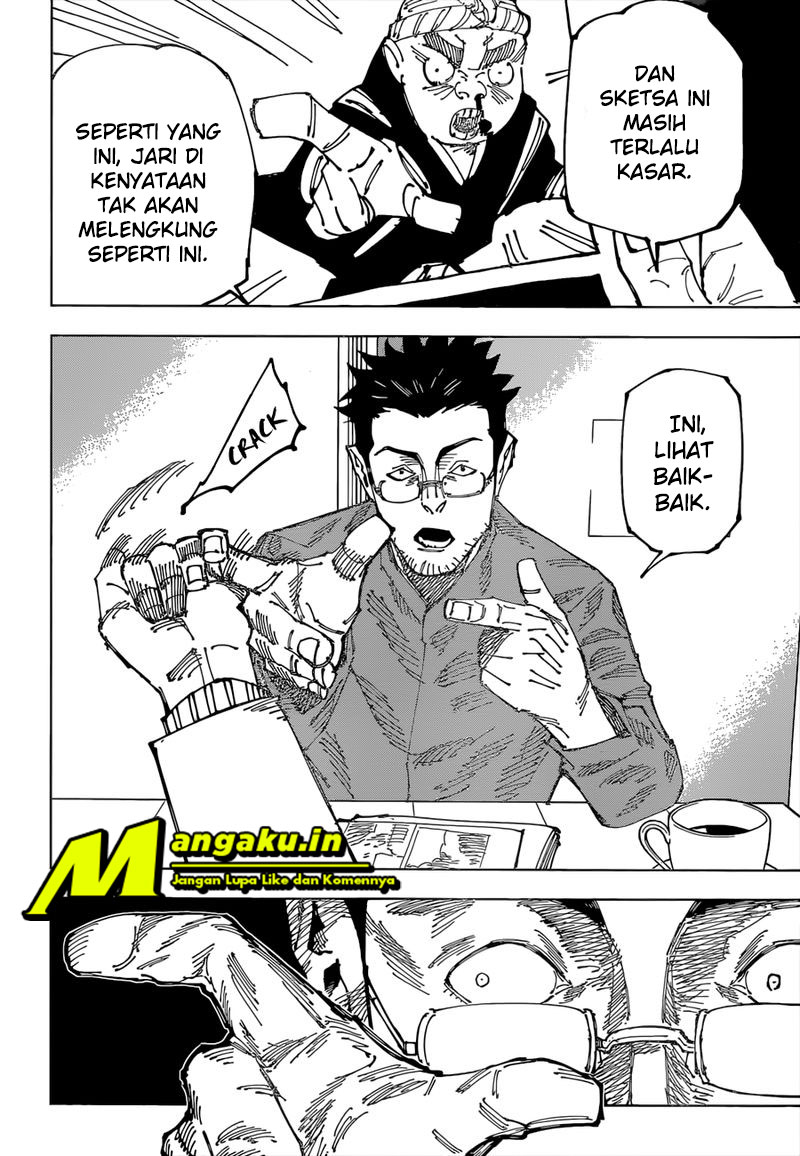 DAN
SKETSA INI
MASIH
TERLALU
KASAR.
SEPERTI YANG
INI, JARI DI
KENYATAAN
TAK AKAN
MELENGKUNG
SEPERTI INI.
CRACK
INI,
LIHAT
BAIK-
BAIK.
Mangaku.in
Jangan Lupa Like dan Komennya